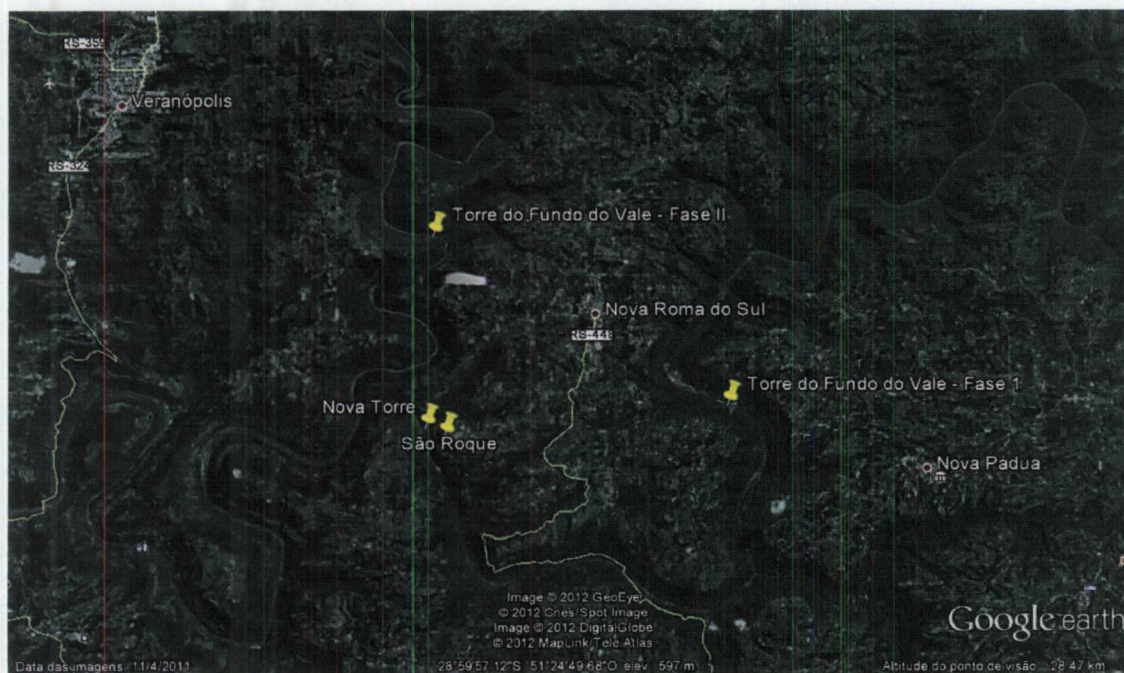 RS-359
Veranópolis
RS-324
Torre do Fundo do Vale - Fase II
Nova Roma do Sul
RS-448
Torre do Fundo do Vale - Fase 1
Nova Torre
São Roque
Nova Pádua
Image © 2012 GeoEye
© 2012 Cnes/Spot Image
Image © 2012 DigitalGlobe
© 2012 MapLink/Tele Atlas
Google earth
Data das imagens 11/4/2011
28°59'57.12"S 51°24'49.68"O elev 597 m
Altitude do ponto de visão 28.47 km